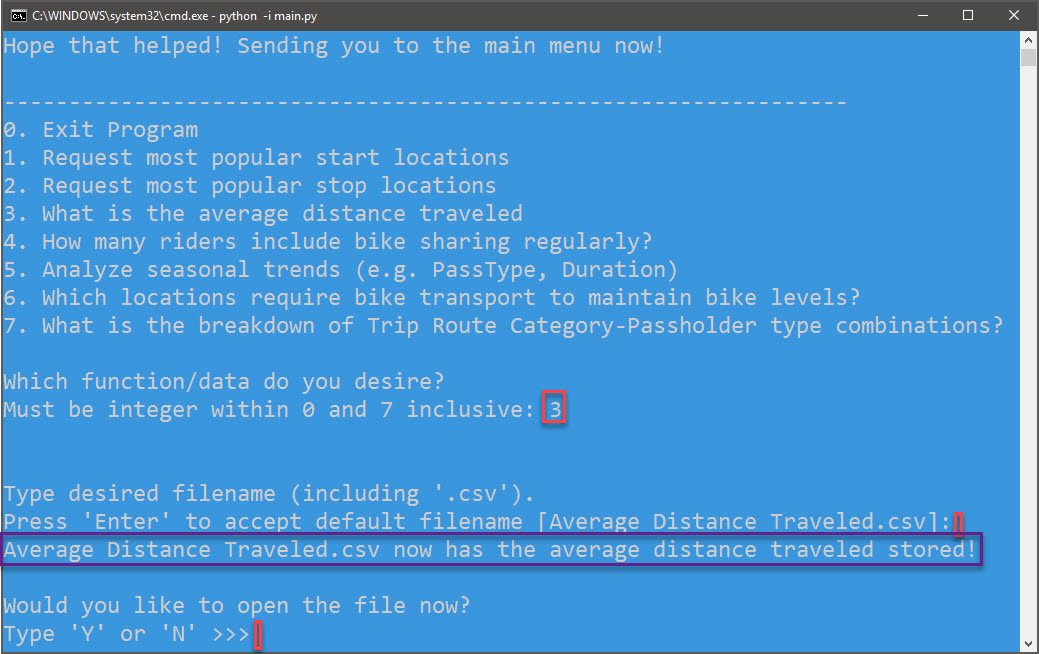 C:\WINDOWS\system32\cmd.exe - python  -i main.py
Hope that helped! Sending you to the main menu now!
-----------------------------------------------------------------
0. Exit Program
1. Request most popular start locations
2. Request most popular stop locations
3. What is the average distance traveled
4. How many riders include bike sharing regularly?
5. Analyze seasonal trends (e.g. PassType, Duration)
6. Which locations require bike transport to maintain bike levels?
7. What is the breakdown of Trip Route Category-Passholder type combinations?
Which function/data do you desire?
Must be integer within 0 and 7 inclusive: 3
Type desired filename (including '.csv').
Press 'Enter' to accept default filename [Average Distance Traveled.csv]:
Average Distance Traveled.csv now has the average distance traveled stored!
Would you like to open the file now?
Type 'Y' or 'N' >>>